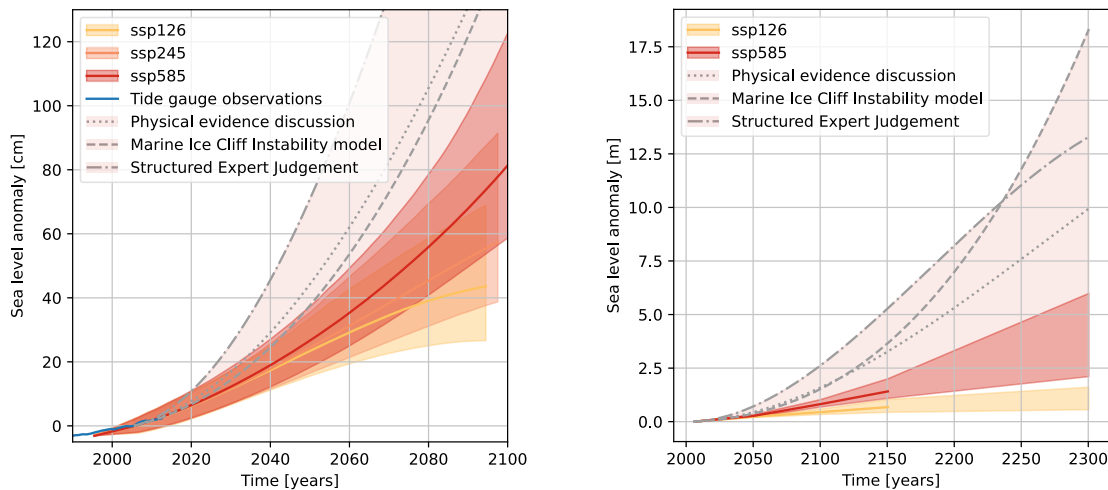 ssp126
ssp245
ssp585
Tide gauge observations
Physical evidence discussion
Marine Ice Cliff Instability model
Structured Expert Judgement
120
100
80
60
40
20
0
Sea level anomaly [cm]
2000
2020
2040
2060
2080
2100
Time [years]
ssp126
ssp585
Physical evidence discussion
Marine Ice Cliff Instability model
Structured Expert Judgement
17.5
15.0
12.5
10.0
7.5
5.0
2.5
0.0
Sea level anomaly [m]
2000
2050
2100
2150
2200
2250
2300
Time [years]